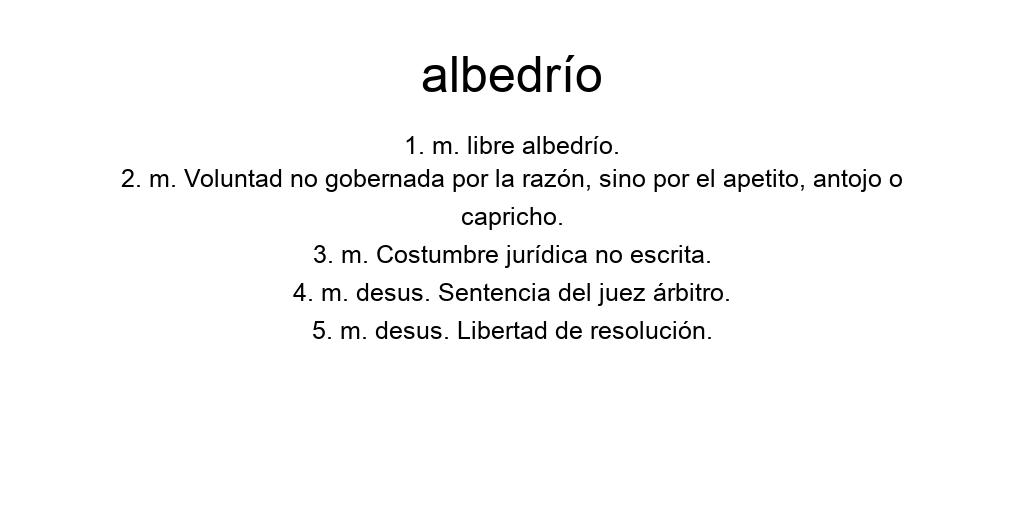 albedrío
1. m. libre albedrío.
2. m. Voluntad no gobernada por la razón, sino por el apetito, antojo o
capricho.
3. m. Costumbre jurídica no escrita.
4. m. desus. Sentencia del juez árbitro.
5. m. desus. Libertad de resolución.